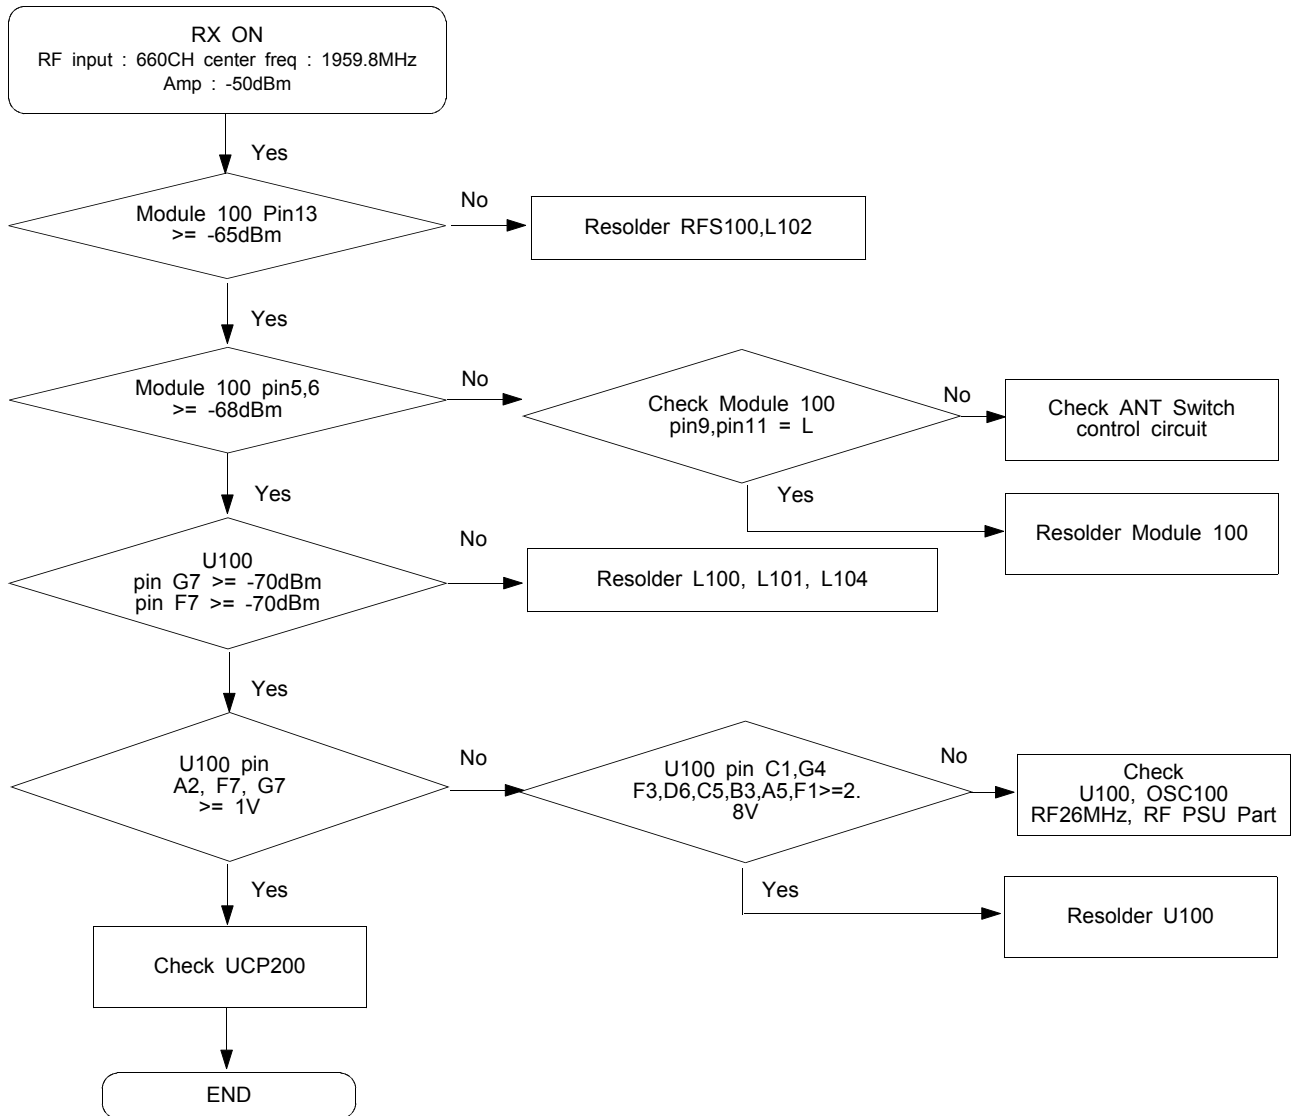 RX ON
RF input : 660CH center freq : 1959.8MHz
Amp : -50dBm
Yes
Module 100 Pin13
>= -65dBm
No
Resolder RFS100,L102
Yes
Module 100 pin5,6
>= -68dBm
No
Check Module 100
pin9,pin11 = L
No
Check ANT Switch
control circuit
Yes
Resolder Module 100
Yes
U100
pin G7 >= -70dBm
pin F7 >= -70dBm
No
Resolder L100, L101, L104
Yes
U100 pin
A2, F7, G7
>= 1V
No
U100 pin C1,G4
F3,D6,C5,B3,A5,F1>=2.
8V
No
Check
U100, OSC100
RF26MHz, RF PSU Part
Yes
Resolder U100
Yes
Check UCP200
END